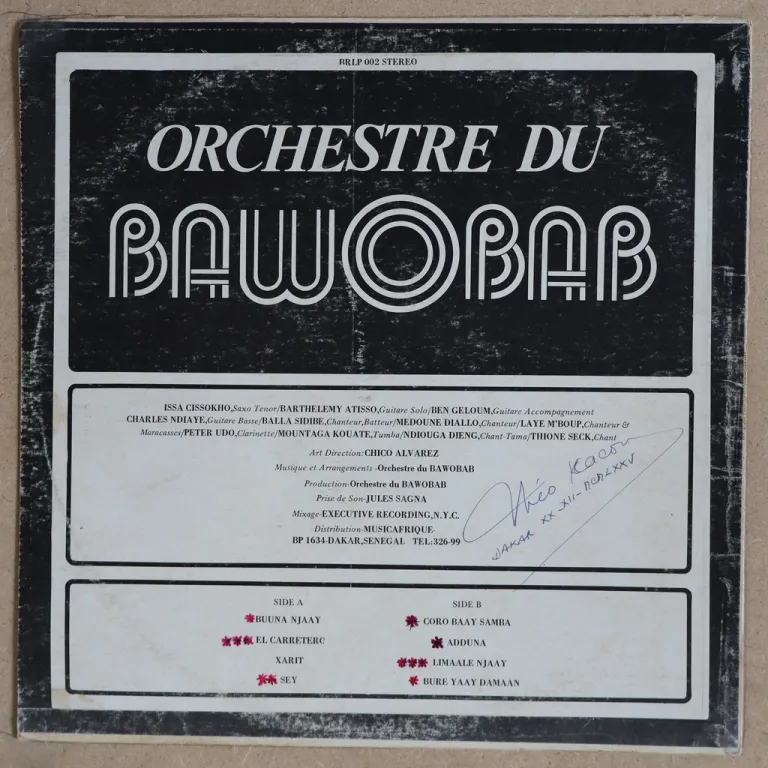 BRLP 002 STEREO
ORCHESTRE DU
BAWOBAB
ISSA CISSOKHO,Saxo Tenor/BARTHELEMY ATISSO,Guitare Solo/BEN GELOUM,Guitare Accompagnement
CHARLES NDIAYE,Guitare Basse/BALLA SIDIBE,Chanteur,Batteur/MEDOUNE DIALLO,Chanteur/LAYE M'BOUP,Chanteur &
Maracasses/PETER UDO,Clarinette/MOUNTAGA KOUATE,Tumba/NDIOUGA DIENG,Chant-Tama/THIONE SECK,Chant
Art Direction:CHICO ALVAREZ
Musique et Arrangements-Orchestre du BAWOBAB
Production-Orchestre du BAWOBAB
Prise de Son-JULES SAGNA
Mixage-EXECUTIVE RECORDING,N.Y.C.
Distribution-MUSICAFRIQUE
BP 1634-DAKAR,SENEGAL TEL:326-99
Théo
DAKAR XX-XII-MCMLXXV
SIDE A
BUUNA NJAAY
EL CARRETERO
XARIT
SEY
SIDE B
CORO BAAY SAMBA
ADDUNA
LIMAALE NJAAY
BURE YAAY DAMAAN